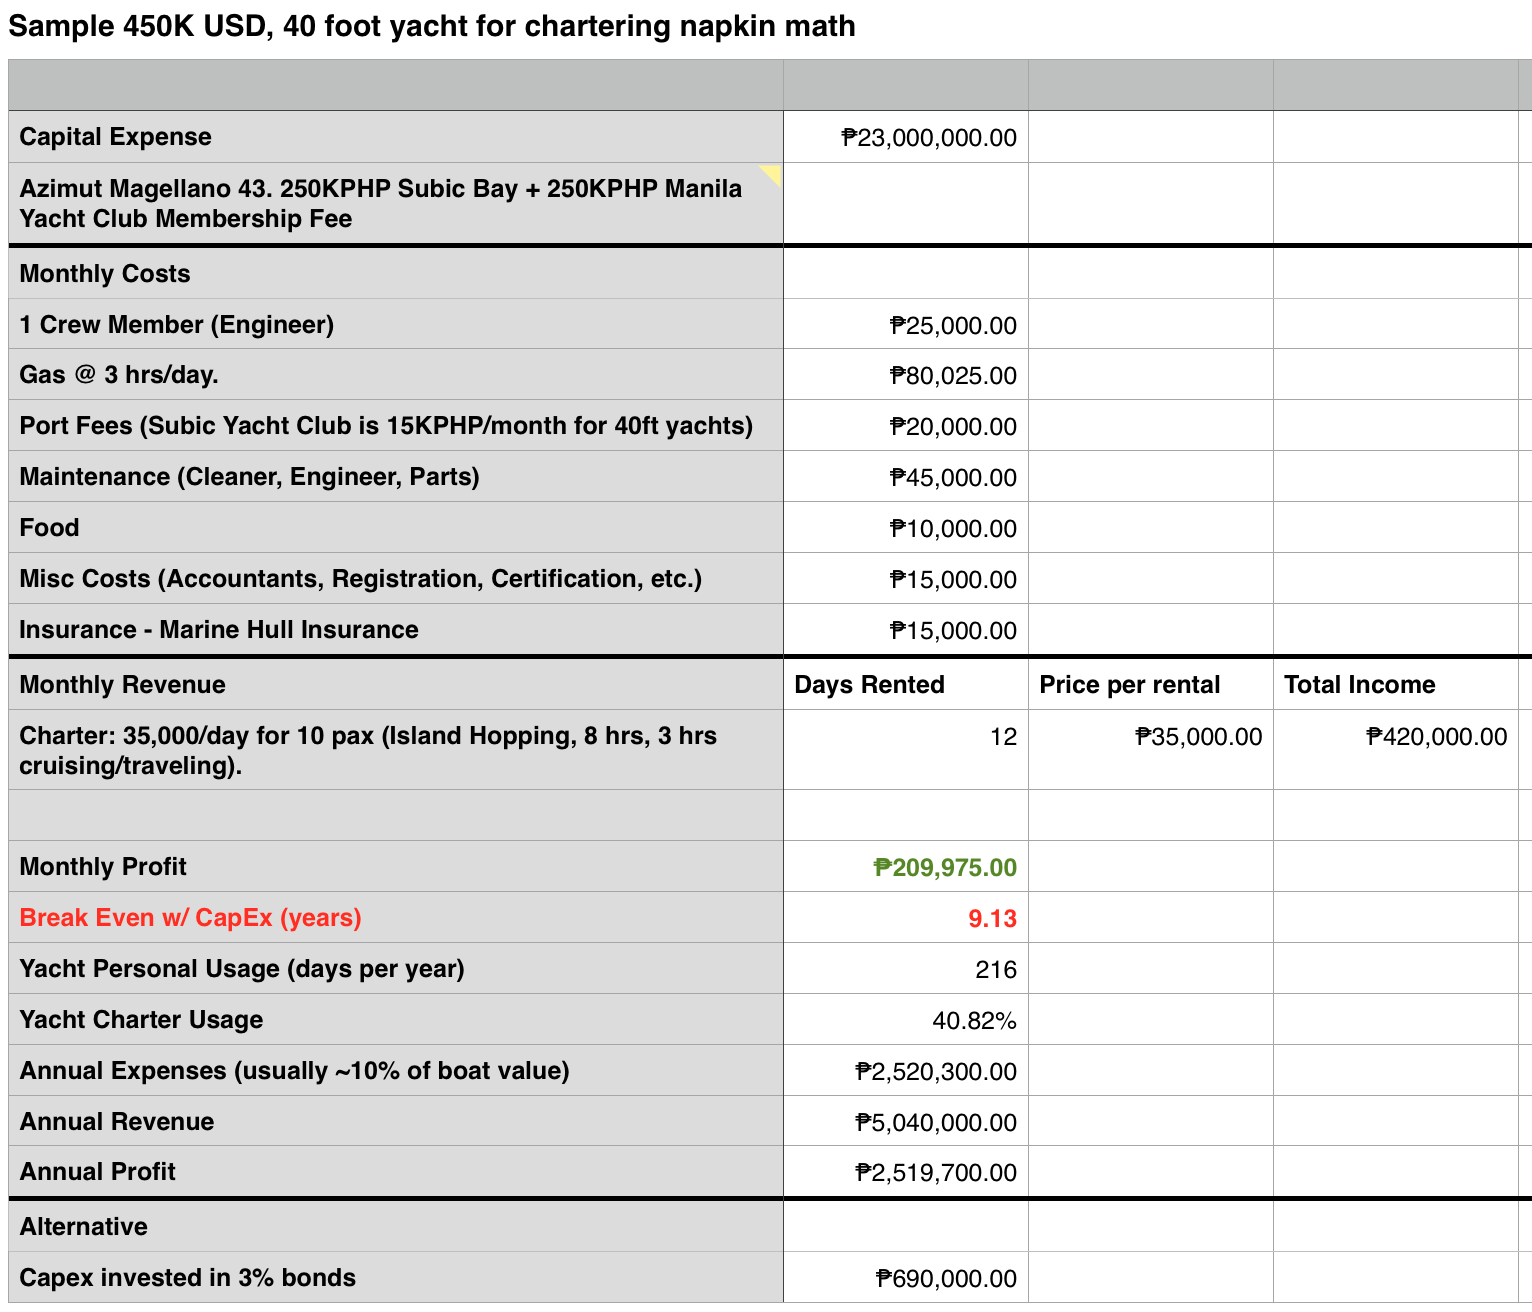 Sample 450K USD, 40 foot yacht for chartering napkin math
Capital Expense ₱23,000,000.00
Azimut Magellano 43. 250KPHP Subic Bay + 250KPHP Manila
Yacht Club Membership Fee
Monthly Costs
1 Crew Member (Engineer) ₱25,000.00
Gas @ 3 hrs/day. ₱80,025.00
Port Fees (Subic Yacht Club is 15KPHP/month for 40ft yachts) ₱20,000.00
Maintenance (Cleaner, Engineer, Parts) ₱45,000.00
Food ₱10,000.00
Misc Costs (Accountants, Registration, Certification, etc.) ₱15,000.00
Insurance - Marine Hull Insurance ₱15,000.00
Monthly Revenue Days Rented Price per rental Total Income
Charter: 35,000/day for 10 pax (Island Hopping, 8 hrs, 3 hrs 12 ₱35,000.00 ₱420,000.00
cruising/traveling).
Monthly Profit ₱209,975.00
Break Even w/ CapEx (years) 9.13
Yacht Personal Usage (days per year) 216
Yacht Charter Usage 40.82%
Annual Expenses (usually ~10% of boat value) ₱2,520,300.00
Annual Revenue ₱5,040,000.00
Annual Profit ₱2,519,700.00
Alternative
Capex invested in 3% bonds ₱690,000.00